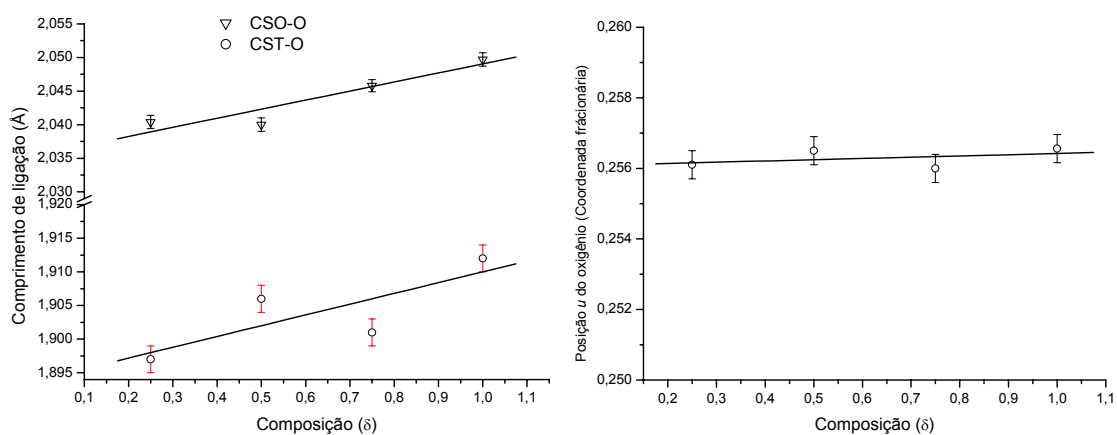 CSO-O
CST-O
2,055
2,050
2,045
2,040
2,035
2,030
1,920
1,915
1,910
1,905
1,900
1,895
Comprimento de ligação (Å)
0,1 0,2 0,3 0,4 0,5 0,6 0,7 0,8 0,9 1,0 1,1
Composição (δ)
0,260
0,258
0,256
0,254
0,252
0,250
Posição u do oxigênio (Coordenada fracionária)
0,1 0,2 0,3 0,4 0,5 0,6 0,7 0,8 0,9 1,0 1,1
Composição (δ)